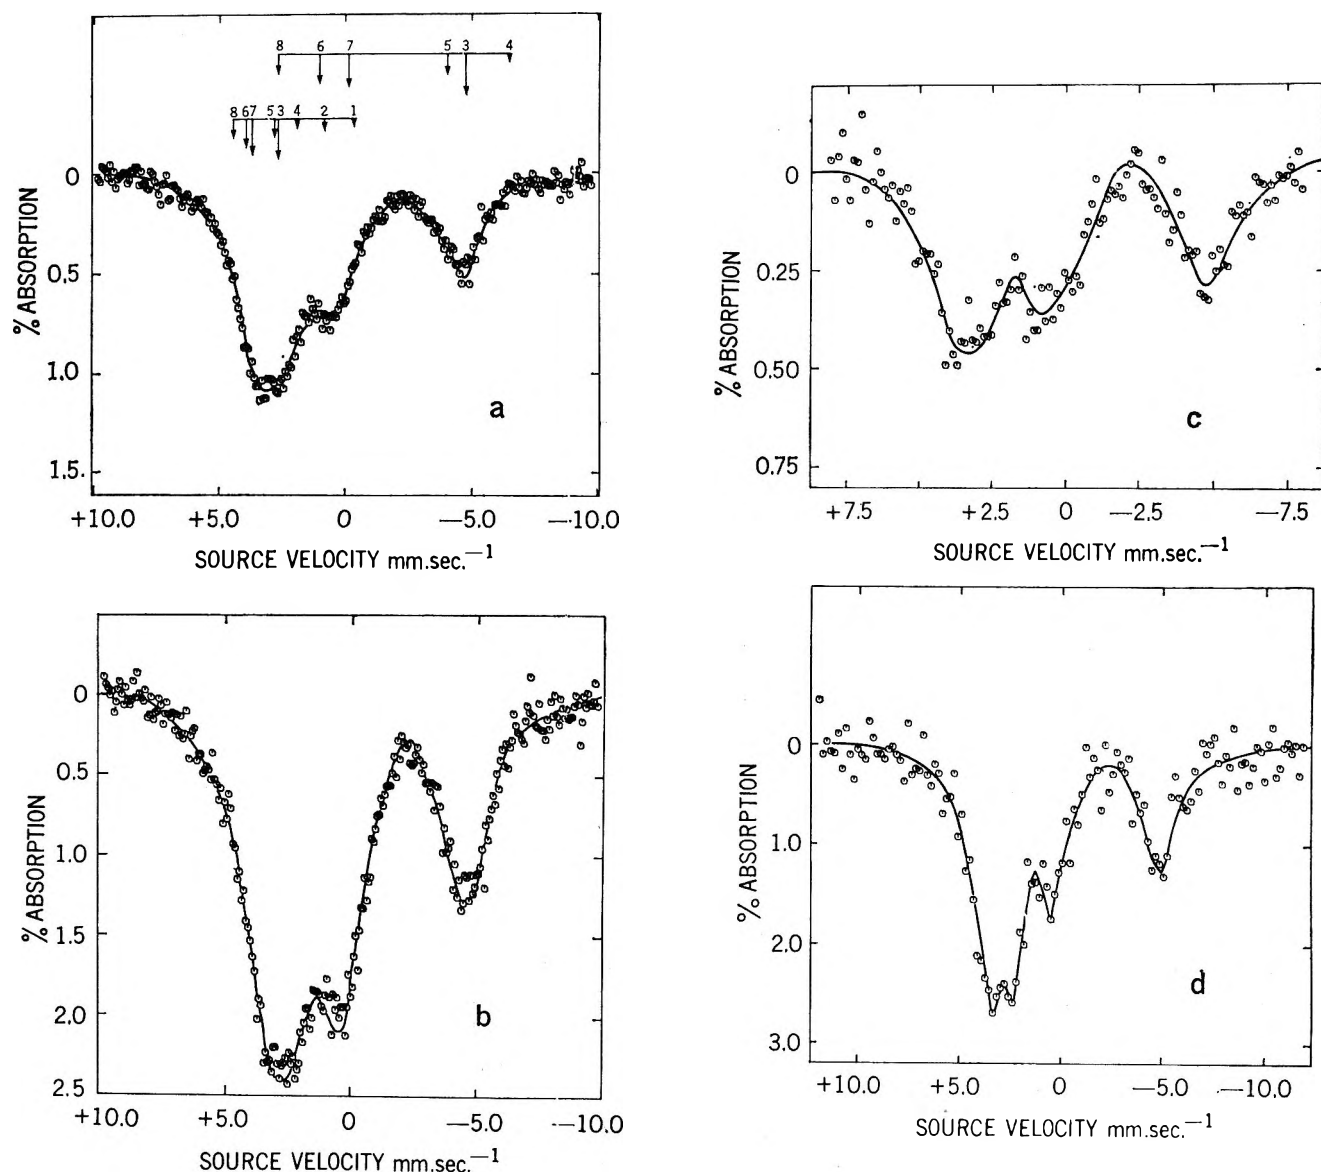 8 6 7 5 3 4
8 6 7 5 3 4 2 1
0
0.5
1.0
1.5
% ABSORPTION
a
+10.0 +5.0 0 —5.0 —10.0
SOURCE VELOCITY mm.sec.—1
0
0.25
0.50
0.75
% ABSORPTION
c
+7.5 +2.5 0 —2.5 —7.5
SOURCE VELOCITY mm.sec.—1
0
0.5
1.0
1.5
2.0
2.5
% ABSORPTION
b
+10.0 +5.0 0 —5.0 —10.0
SOURCE VELOCITY mm.sec.—1
0
1.0
2.0
3.0
% ABSORPTION
d
+10.0 +5.0 0 —5.0 —10.0
SOURCE VELOCITY mm.sec.—1